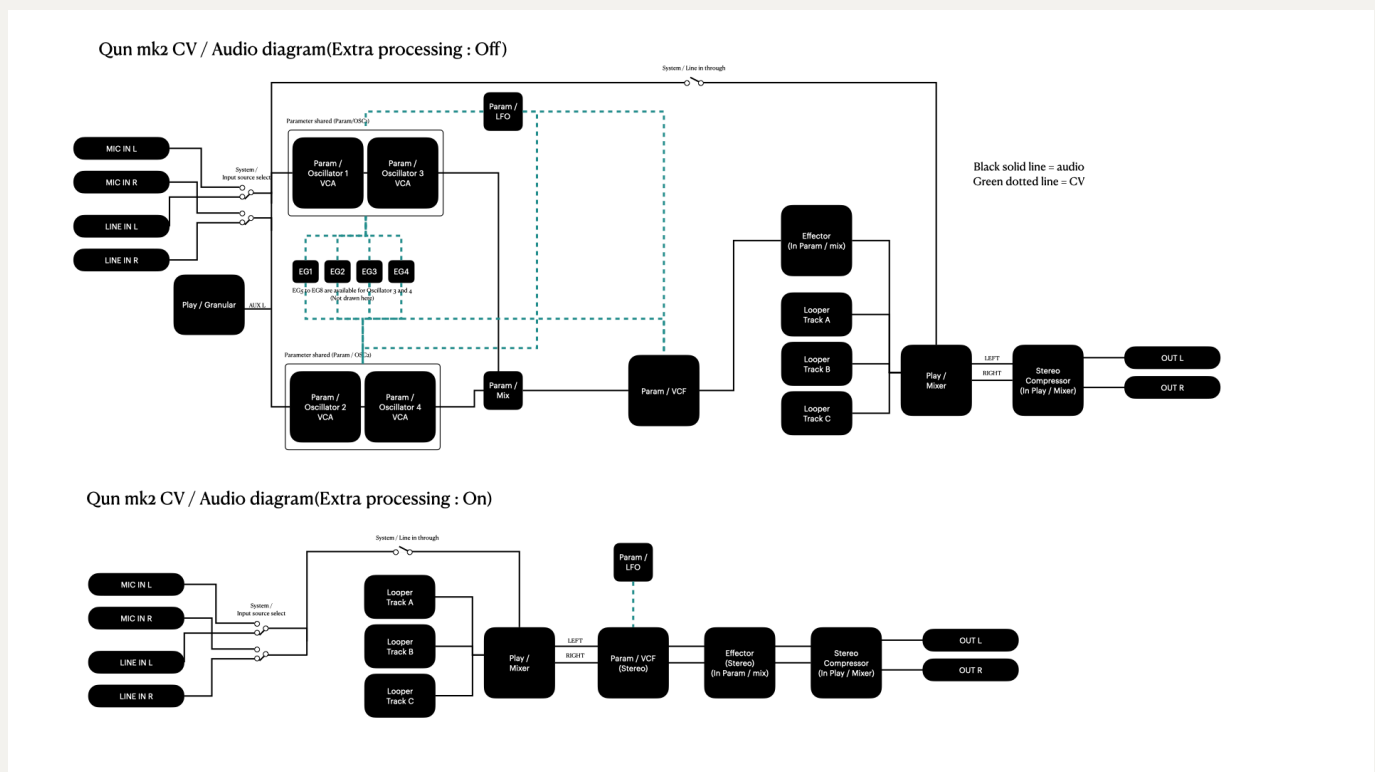 Qun mk2 CV / Audio diagram(Extra processing : Off)
System / Line in through
Param /
LFO
Parameter shared (Param/OSC1)
MIC IN L
MIC IN R
LINE IN L
LINE IN R
System /
Input source select
Param /
Oscillator 1
VCA
Param /
Oscillator 3
VCA
Black solid line = audio
Green dotted line = CV
Effector
(In Param / mix)
EG1
EG2
EG3
EG4
EG5 to EG8 are available for Oscillator 3 and 4
(Not drawn here)
Play / Granular
AUX L
Looper
Track A
Looper
Track B
Looper
Track C
Parameter shared (Param / OSC2)
Param /
Oscillator 2
VCA
Param /
Oscillator 4
VCA
Param /
Mix
Param / VCF
Play /
Mixer
LEFT
RIGHT
Stereo
Compressor
(In Play / Mixer)
OUT L
OUT R
Qun mk2 CV / Audio diagram(Extra processing : On)
System / Line in through
MIC IN L
MIC IN R
LINE IN L
LINE IN R
System /
Input source select
Looper
Track A
Looper
Track B
Looper
Track C
Param /
LFO
Play /
Mixer
LEFT
RIGHT
Param / VCF
(Stereo)
Effector
(Stereo)
(In Param / mix)
Stereo
Compressor
(In Play / Mixer)
OUT L
OUT R